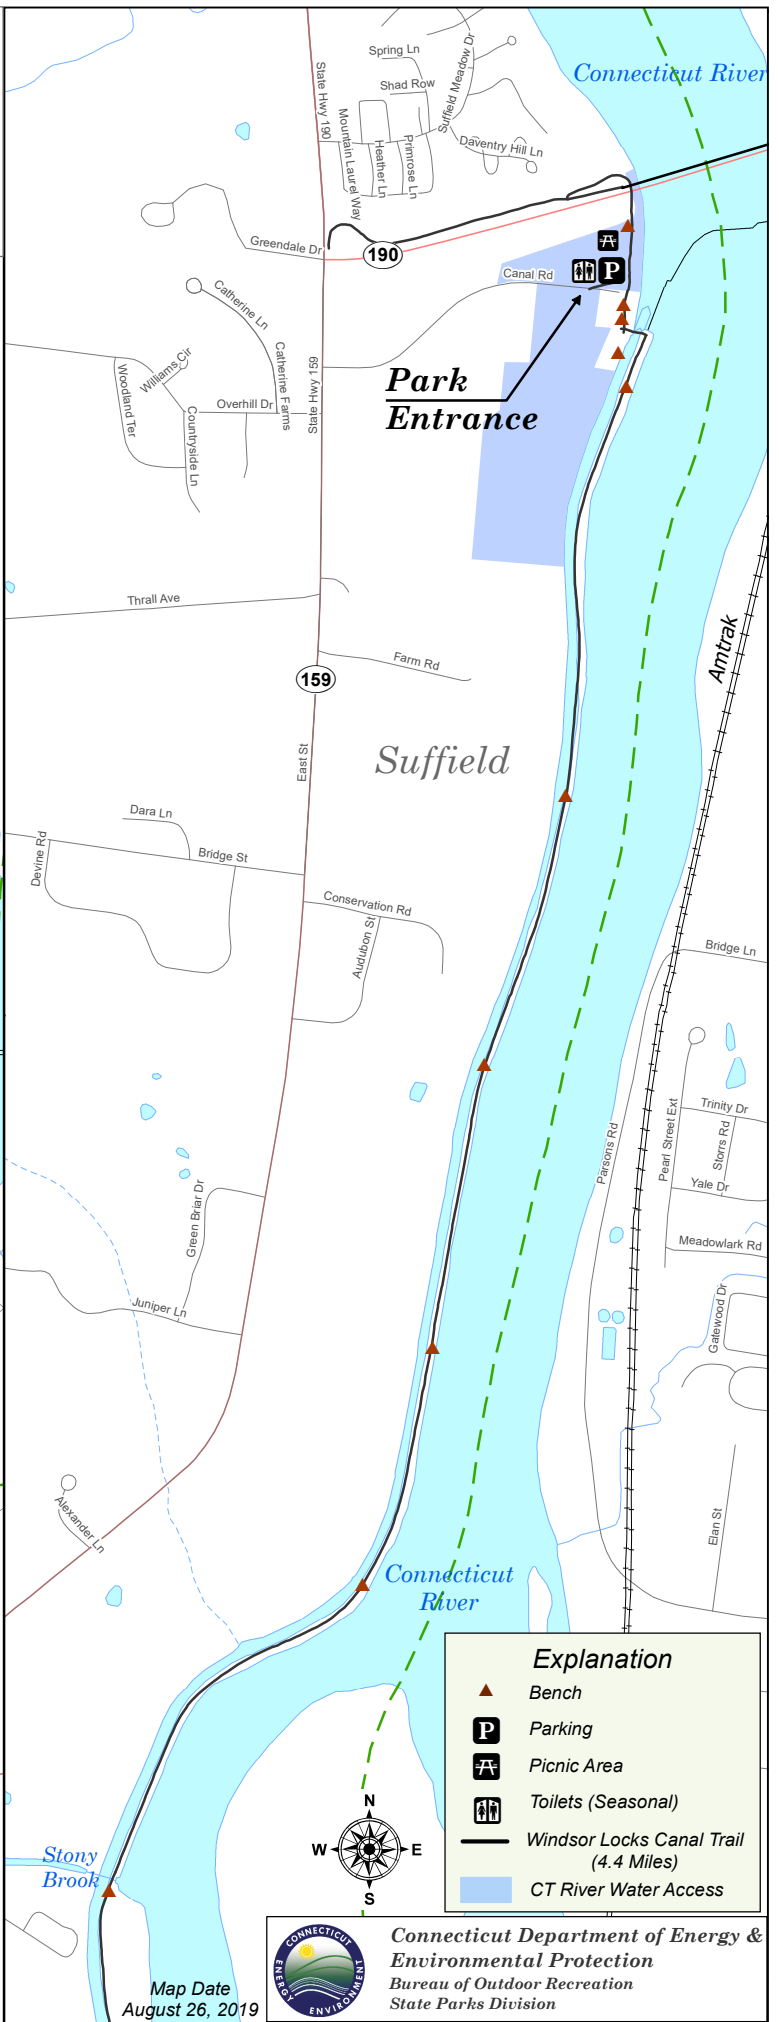 Connecticut River
Spring Ln
Suffield Meadow Dr
Shad Row
State Hwy 190
Mountain Laurel Way
Heather Ln
Primrose Ln
Daventry Hill Ln
Greendale Dr
190
P
Canal Rd
Catherine Ln
Park
Entrance
Williams Cir
Woodland Ter
Catherine Farms
State Hwy 159
Overhill Dr
Countryside Ln
Thrall Ave
Farm Rd
159
Amtrak
East St
Suffield
Dara Ln
Devine Rd
Bridge St
Conservation Rd
Audubon St
Bridge Ln
Trinity Dr
Pearl Street Ext
Storrs Rd
Parsons Rd
Yale Dr
Green Briar Dr
Meadowlark Rd
Juniper Ln
Gatewood Dr
Alexander Ln
Elan St
Connecticut
River
Explanation
Bench
P Parking
Picnic Area
Toilets (Seasonal)
Windsor Locks Canal Trail
(4.4 Miles)
CT River Water Access
N
W E
S
Stony
Brook
Map Date
August 26, 2019
CONNECTICUT
ENERGY
ENVIRONMENT
Connecticut Department of Energy &
Environmental Protection
Bureau of Outdoor Recreation
State Parks Division